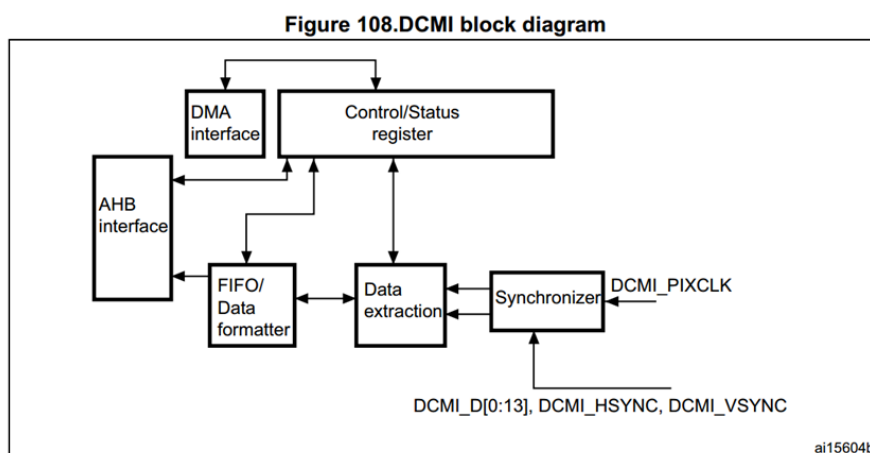 Figure 108.DCMI block diagram
DMA
interface
Control/Status
register
AHB
interface
FIFO/
Data
formatter
Data
extraction
Synchronizer
DCMI_PIXCLK
DCMI_D[0:13], DCMI_HSYNC, DCMI_VSYNC
ai15604b